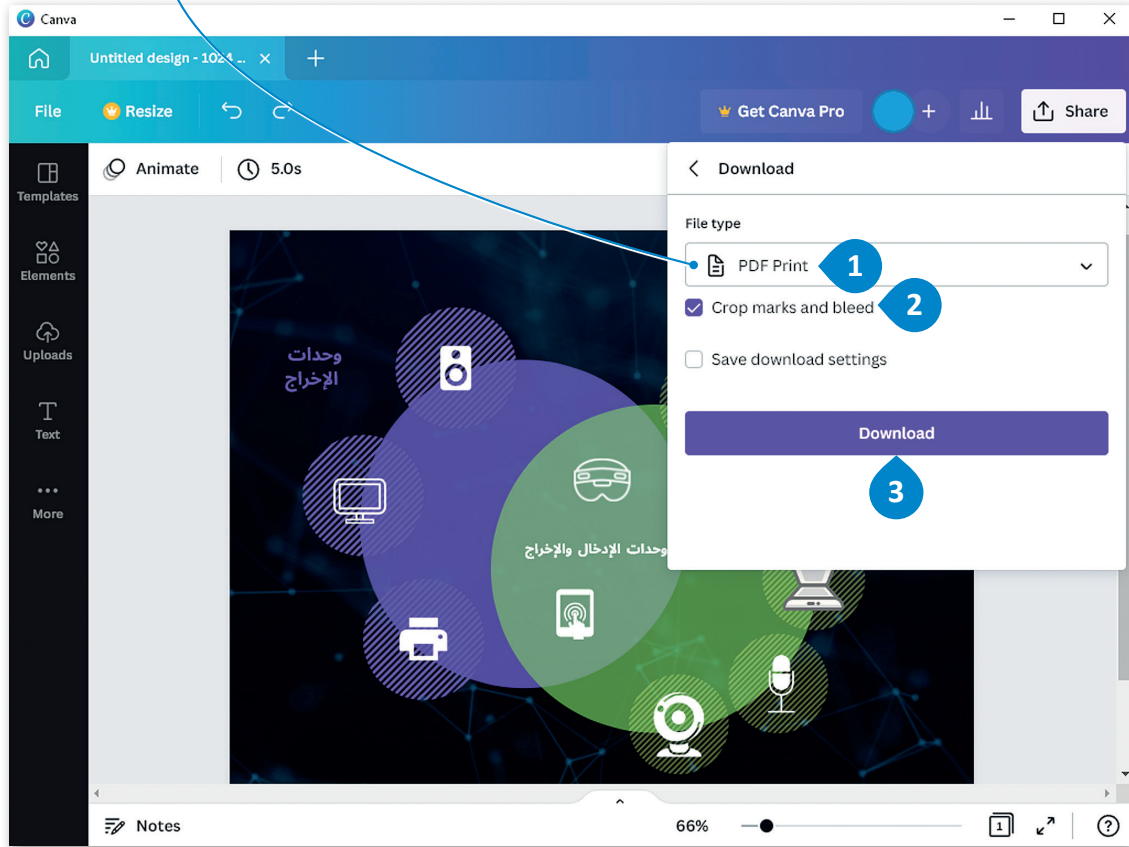 Canva
Untitled design - 1024 ...
File
Resize
Get Canva Pro
Share
Templates
Elements
Uploads
Text
More
Animate
5.0s
Download
File type
PDF Print
1
Crop marks and bleed
2
Save download settings
Download
3
وحدات
الإخراج
وحدات الإدخال والإخراج
Notes
66%
1